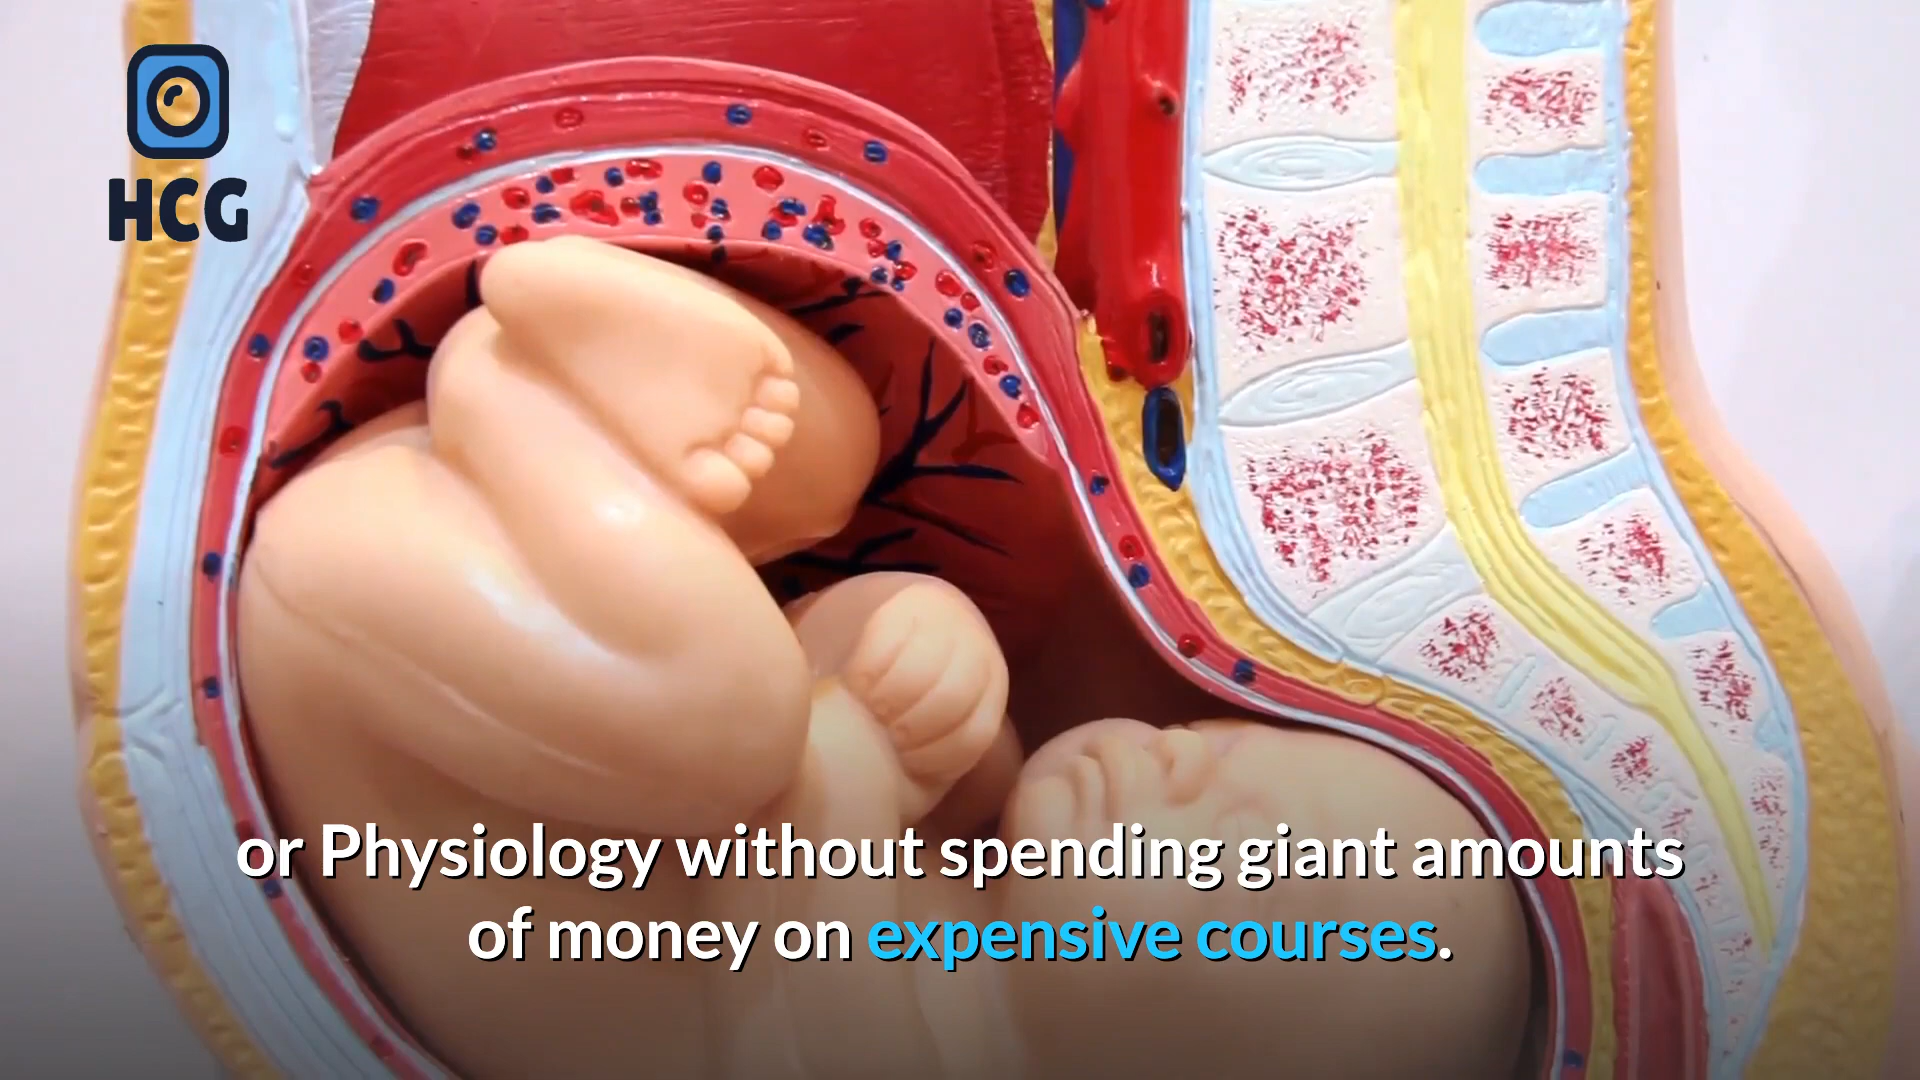 HCG
or Physiology without spending giant amounts
of money on expensive courses.